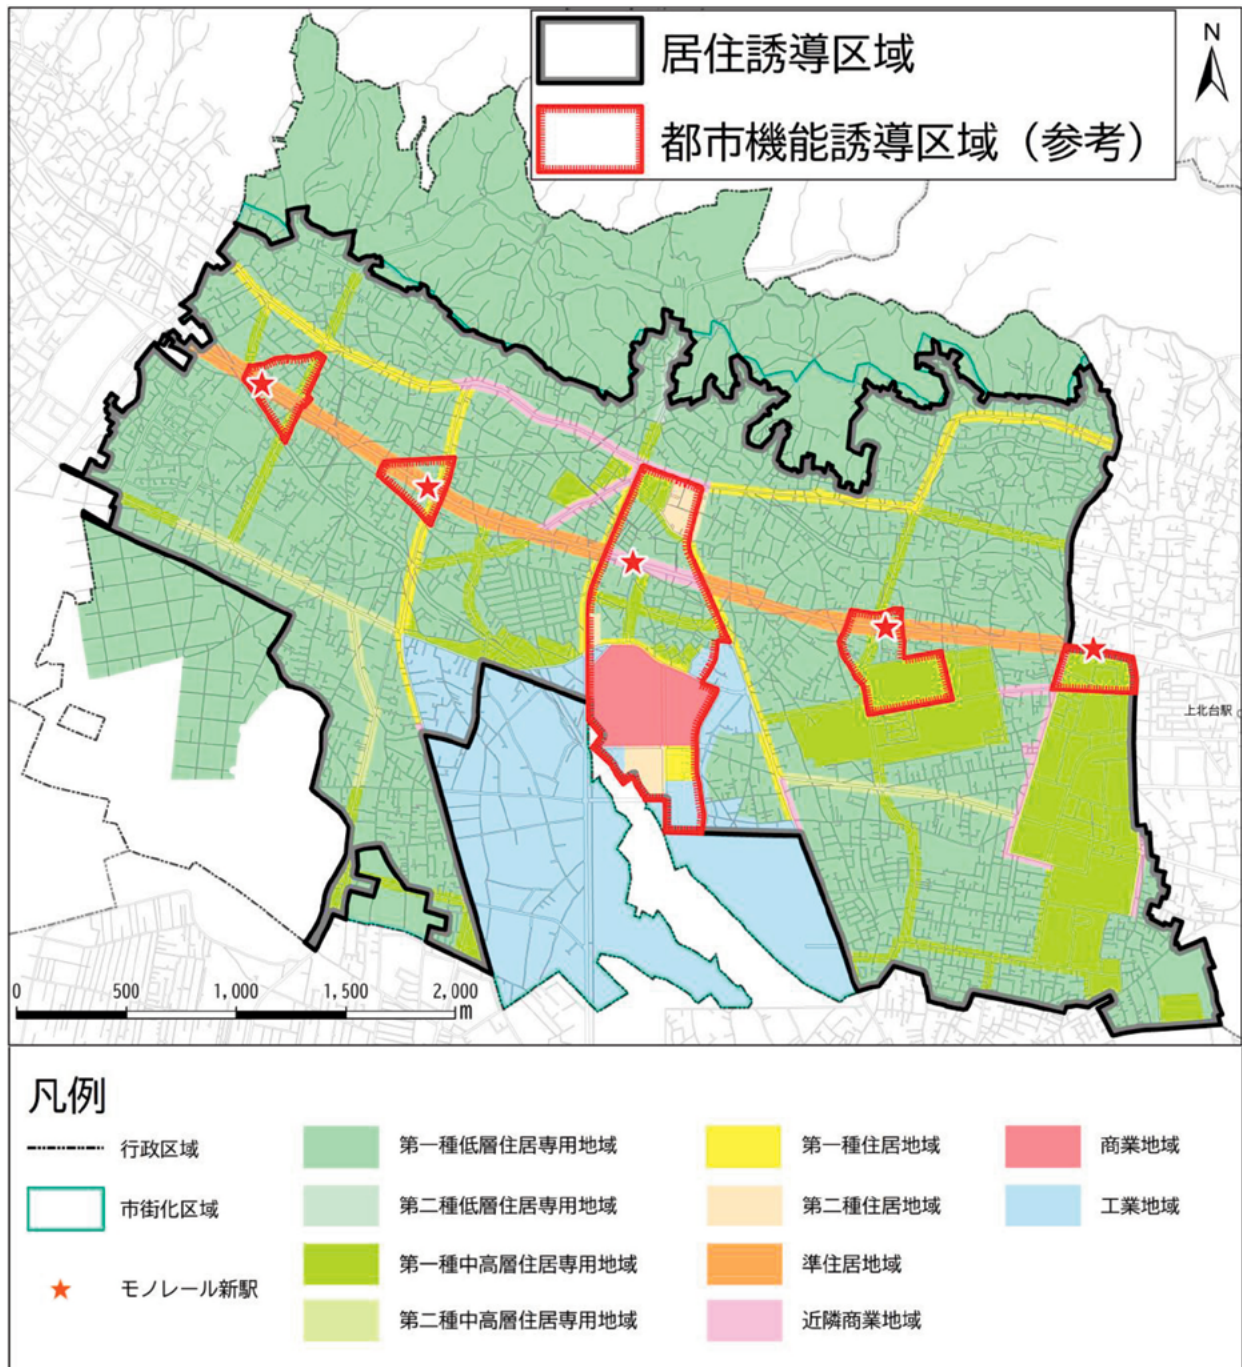 居住誘導区域
都市機能誘導区域（参考）
N
上北台駅
0 500 1,000 1,500 2,000
m
凡例
行政区域
市街化区域
モノレール新駅
第一種低層住居専用地域
第二種低層住居専用地域
第一種中高層住居専用地域
第二種中高層住居専用地域
第一種住居地域
第二種住居地域
準住居地域
近隣商業地域
商業地域
工業地域